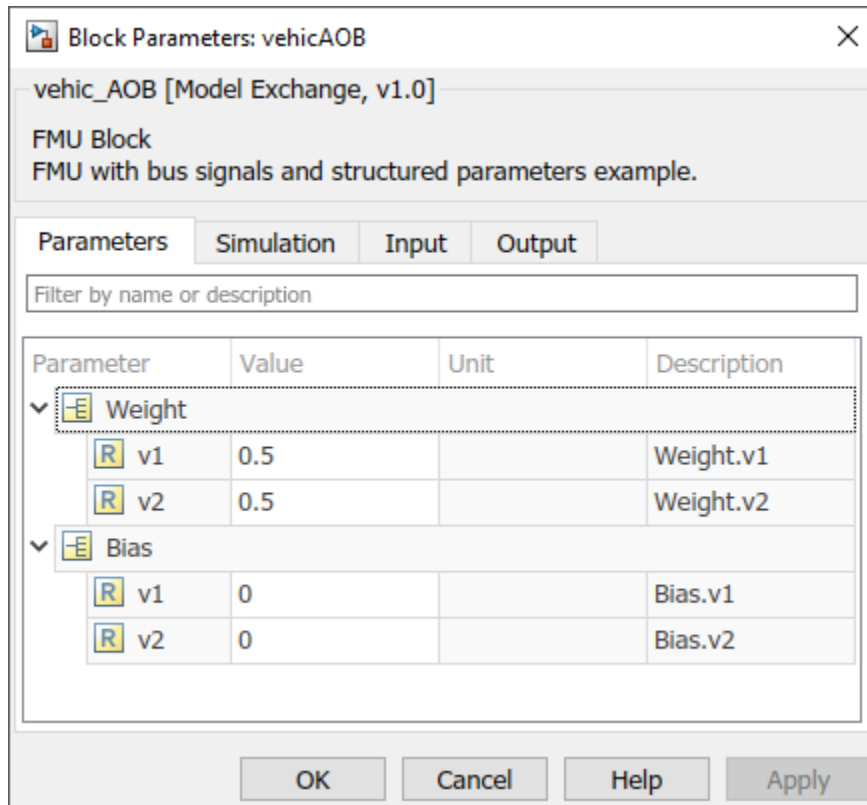 Block Parameters: vehicAOB
vehic_AOB [Model Exchange, v1.0]
FMU Block
FMU with bus signals and structured parameters example.
Parameters Simulation Input Output
Filter by name or description
Parameter Value Unit Description
Weight
R v1 0.5 Weight.v1
R v2 0.5 Weight.v2
Bias
R v1 0 Bias.v1
R v2 0 Bias.v2
OK Cancel Help Apply